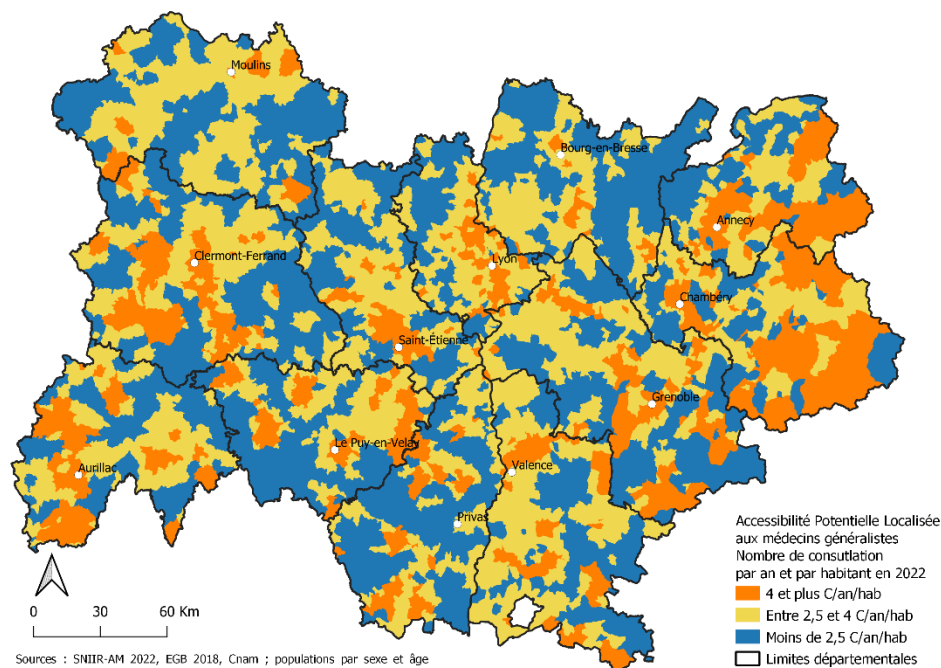 Moulins
Bourg-en-Bresse
Annecy
Clermont-Ferrand
Lyon
Chambéry
Saint-Étienne
Grenoble
Le Puy-en-Velay
Aurillac
Valence
Privas
Accessibilité Potentielle Localisée
aux médecins généralistes
Nombre de consutlation
par an et par habitant en 2022
4 et plus C/an/hab
Entre 2,5 et 4 C/an/hab
Moins de 2,5 C/an/hab
Limites départementales
0 30 60 Km
Sources : SNIIR-AM 2022, EGB 2018, Cnam ; populations par sexe et âge